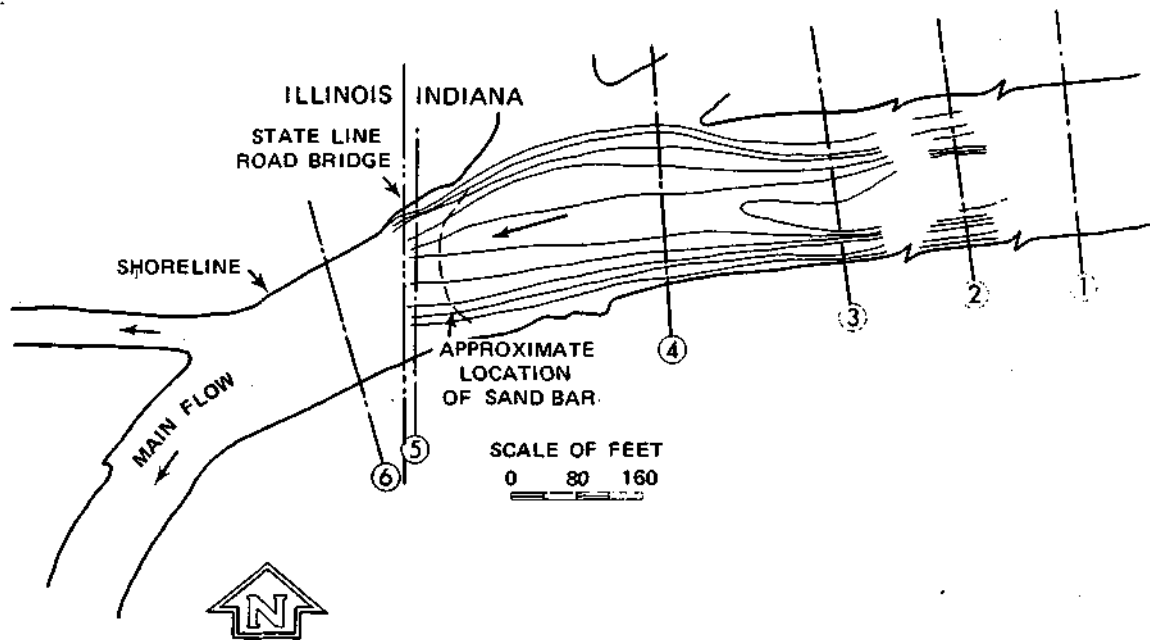 ILLINOIS INDIANA
STATE LINE
ROAD BRIDGE
SHORELINE
MAIN FLOW
APPROXIMATE
LOCATION
OF SAND BAR
1
2
3
4
5
6
SCALE OF FEET
0 80 160
N